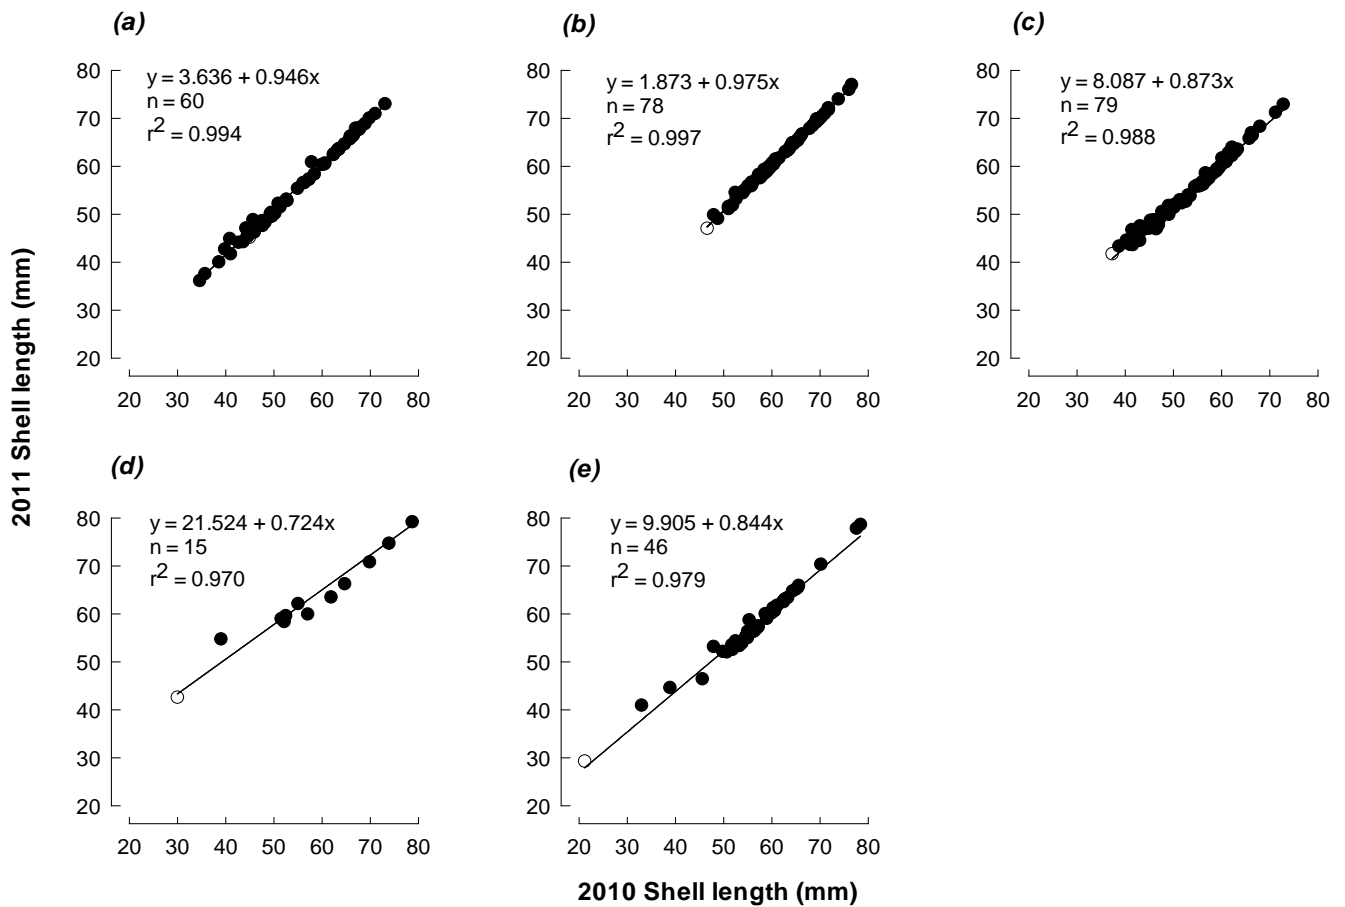 (a)
(b)
(c)
80
70
60
50
40
30
20
y = 3.636 + 0.946x
n = 60
r2 = 0.994
20 30 40 50 60 70 80
80
70
60
50
40
30
20
y = 1.873 + 0.975x
n = 78
r2 = 0.997
20 30 40 50 60 70 80
80
70
60
50
40
30
20
y = 8.087 + 0.873x
n = 79
r2 = 0.988
20 30 40 50 60 70 80
2011 Shell length (mm)
(d)
(e)
80
70
60
50
40
30
20
y = 21.524 + 0.724x
n = 15
r2 = 0.970
20 30 40 50 60 70 80
80
70
60
50
40
30
20
y = 9.905 + 0.844x
n = 46
r2 = 0.979
20 30 40 50 60 70 80
2010 Shell length (mm)